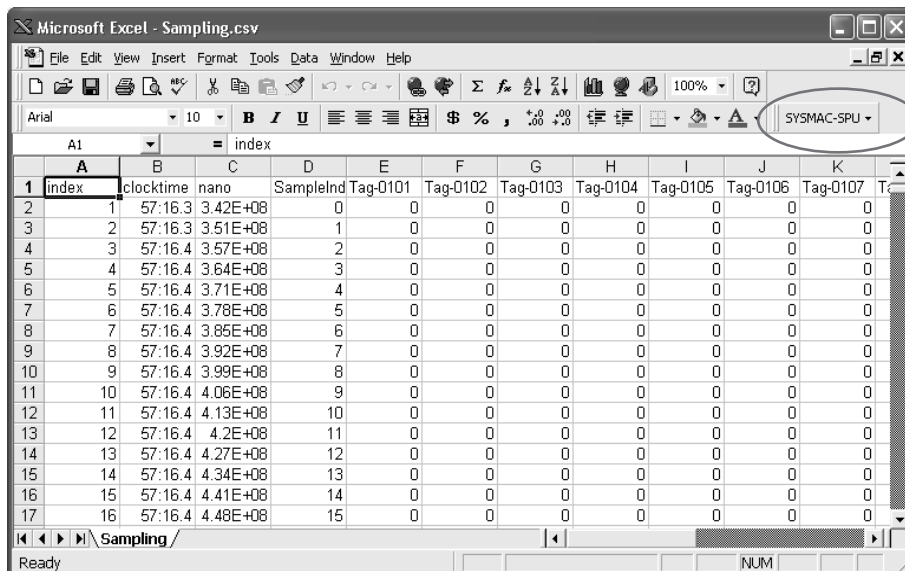 Microsoft Excel - Sampling.csv
File Edit View Insert Format Tools Data Window Help
100%
Arial 10 B I U $ % , SYSMAC-SPU
A1 = index
A B C D E F G H I J K
1 index clocktime nano SampleInd Tag-0101 Tag-0102 Tag-0103 Tag-0104 Tag-0105 Tag-0106 Tag-0107
2 1 57:16.3 3.42E+08 0 0 0 0 0 0 0 0
3 2 57:16.3 3.51E+08 1 0 0 0 0 0 0 0
4 3 57:16.4 3.57E+08 2 0 0 0 0 0 0 0
5 4 57:16.4 3.64E+08 3 0 0 0 0 0 0 0
6 5 57:16.4 3.71E+08 4 0 0 0 0 0 0 0
7 6 57:16.4 3.78E+08 5 0 0 0 0 0 0 0
8 7 57:16.4 3.85E+08 6 0 0 0 0 0 0 0
9 8 57:16.4 3.92E+08 7 0 0 0 0 0 0 0
10 9 57:16.4 3.99E+08 8 0 0 0 0 0 0 0
11 10 57:16.4 4.06E+08 9 0 0 0 0 0 0 0
12 11 57:16.4 4.13E+08 10 0 0 0 0 0 0 0
13 12 57:16.4 4.2E+08 11 0 0 0 0 0 0 0
14 13 57:16.4 4.27E+08 12 0 0 0 0 0 0 0
15 14 57:16.4 4.34E+08 13 0 0 0 0 0 0 0
16 15 57:16.4 4.41E+08 14 0 0 0 0 0 0 0
17 16 57:16.4 4.48E+08 15 0 0 0 0 0 0 0
Sampling
Ready NUM